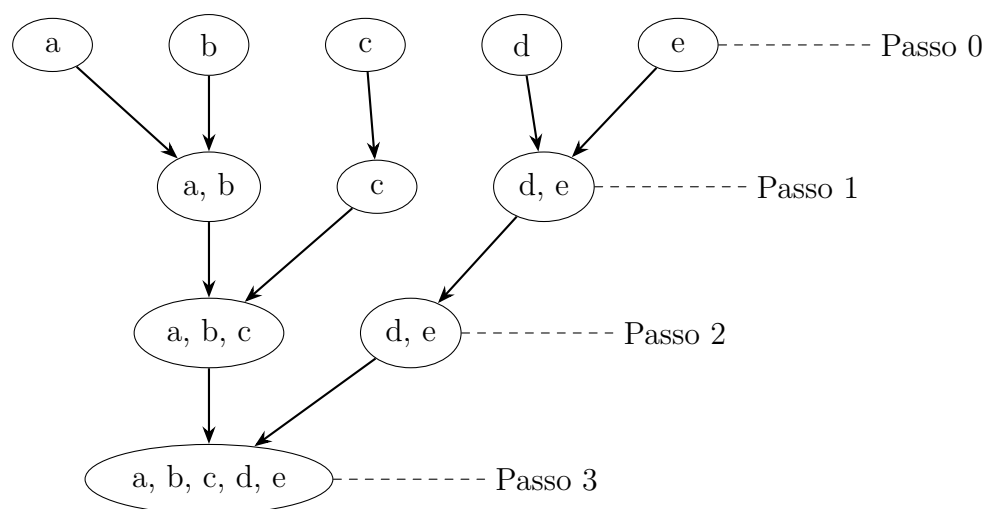 a b c d e Passo 0
a, b c d, e Passo 1
a, b, c d, e Passo 2
a, b, c, d, e Passo 3